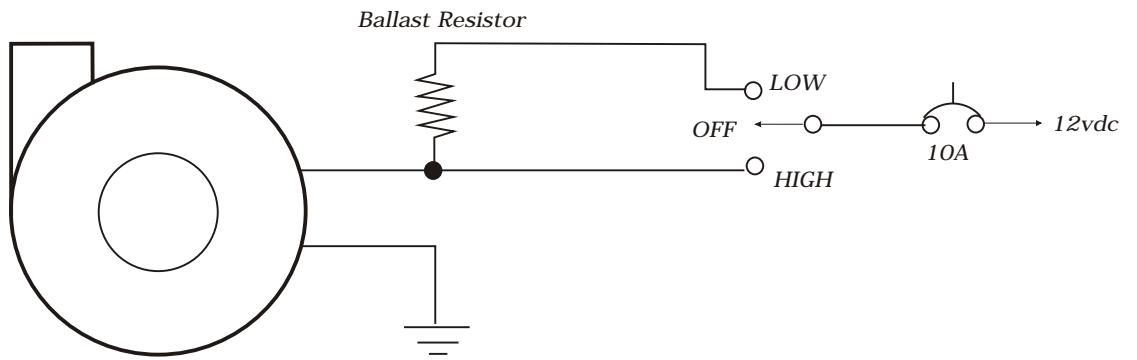 Ballast Resistor
LOW
OFF
12vdc
10A
HIGH